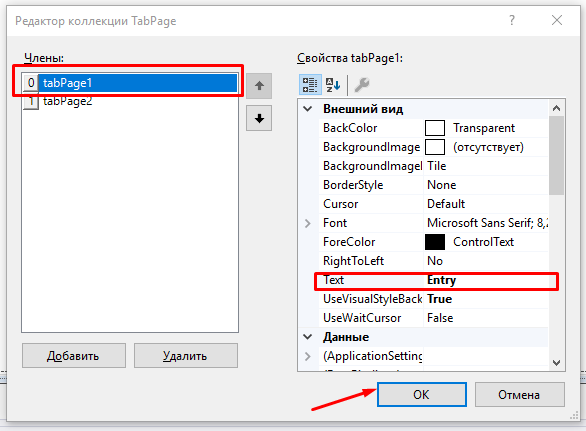 Редактор коллекции TabPage
Члены:
0 tabPage1
1 tabPage2
Добавить
Удалить
Свойства tabPage1:
Внешний вид
BackColor Transparent
BackgroundImage (отсутствует)
BackgroundImageL Tile
BorderStyle None
Cursor Default
Font Microsoft Sans Serif; 8,2
ForeColor ControlText
RightToLeft No
Text Entry
UseVisualStyleBack True
UseWaitCursor False
Данные
(ApplicationSetting
OK
Отмена